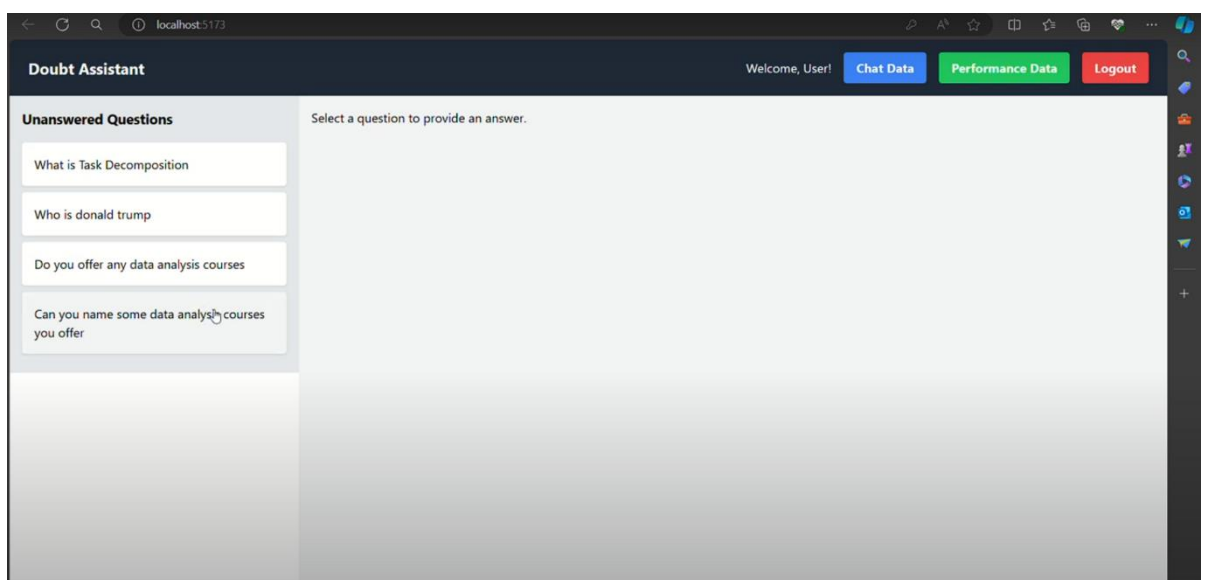 localhost:5173
Doubt Assistant
Welcome, User!
Chat Data
Performance Data
Logout
Unanswered Questions
Select a question to provide an answer.
What is Task Decomposition
Who is donald trump
Do you offer any data analysis courses
Can you name some data analysis courses
you offer